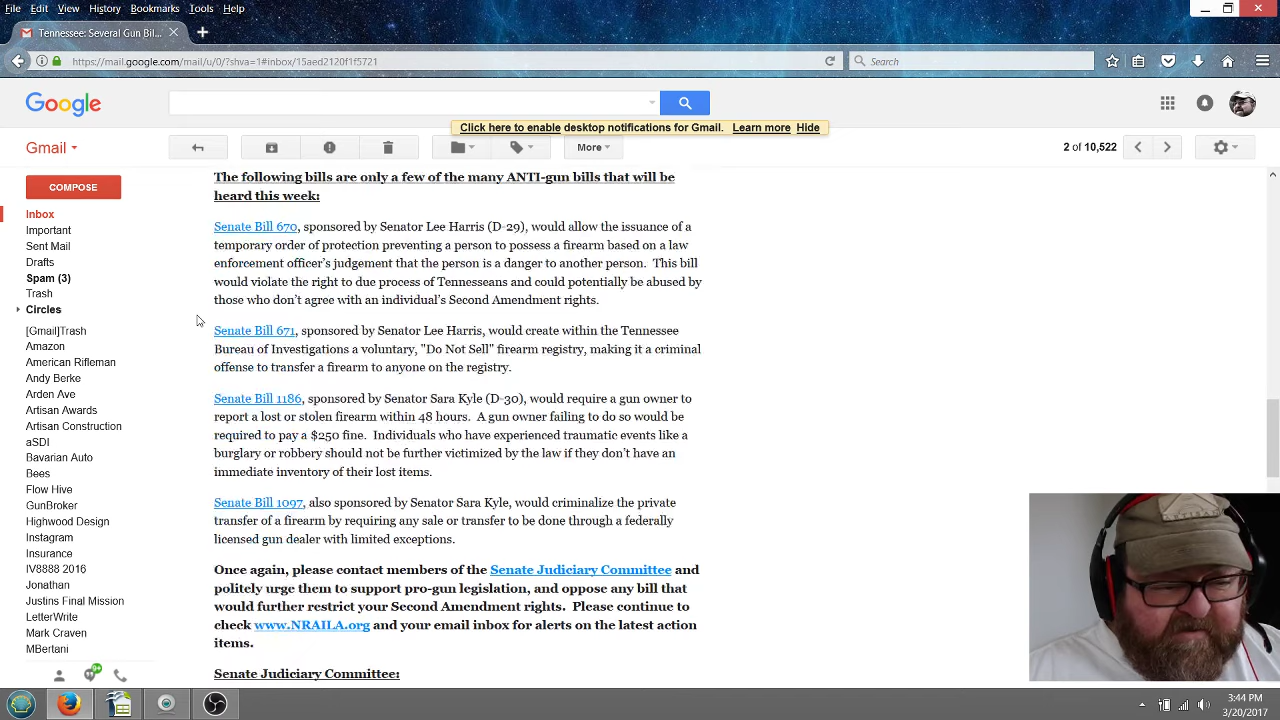 File Edit View History Bookmarks Tools Help
Tennessee: Several Gun Bil...
https://mail.google.com/mail/u/0/?shva=1#inbox/15aed2120f1f5721
Search
Google
Click here to enable desktop notifications for Gmail. Learn more Hide
Gmail
More
2 of 10,522
COMPOSE
Inbox
Important
Sent Mail
Drafts
Spam (3)
Trash
Circles
[Gmail]Trash
Amazon
American Rifleman
Andy Berke
Arden Ave
Artisan Awards
Artisan Construction
aSDI
Bavarian Auto
Bees
Flow Hive
GunBroker
Highwood Design
Instagram
Insurance
IV8888 2016
Jonathan
Justins Final Mission
LetterWrite
Mark Craven
MBertani
9+
The following bills are only a few of the many ANTI-gun bills that will be
heard this week:
Senate Bill 670, sponsored by Senator Lee Harris (D-29), would allow the issuance of a
temporary order of protection preventing a person to possess a firearm based on a law
enforcement officer's judgement that the person is a danger to another person. This bill
would violate the right to due process of Tennesseans and could potentially be abused by
those who don't agree with an individual's Second Amendment rights.
Senate Bill 671, sponsored by Senator Lee Harris, would create within the Tennessee
Bureau of Investigations a voluntary, "Do Not Sell" firearm registry, making it a criminal
offense to transfer a firearm to anyone on the registry.
Senate Bill 1186, sponsored by Senator Sara Kyle (D-30), would require a gun owner to
report a lost or stolen firearm within 48 hours. A gun owner failing to do so would be
required to pay a $250 fine. Individuals who have experienced traumatic events like a
burglary or robbery should not be further victimized by the law if they don't have an
immediate inventory of their lost items.
Senate Bill 1097, also sponsored by Senator Sara Kyle, would criminalize the private
transfer of a firearm by requiring any sale or transfer to be done through a federally
licensed gun dealer with limited exceptions.
Once again, please contact members of the Senate Judiciary Committee and
politely urge them to support pro-gun legislation, and oppose any bill that
would further restrict your Second Amendment rights. Please continue to
check www.NRAILA.org and your email inbox for alerts on the latest action
items.
Senate Judiciary Committee:
3:44 PM
3/20/2017